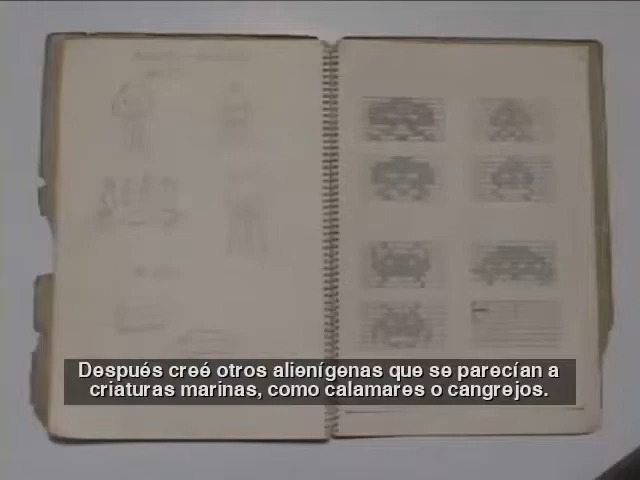 Después creé otros alienígenas que se parecían a
criaturas marinas, como calamares o cangrejos.